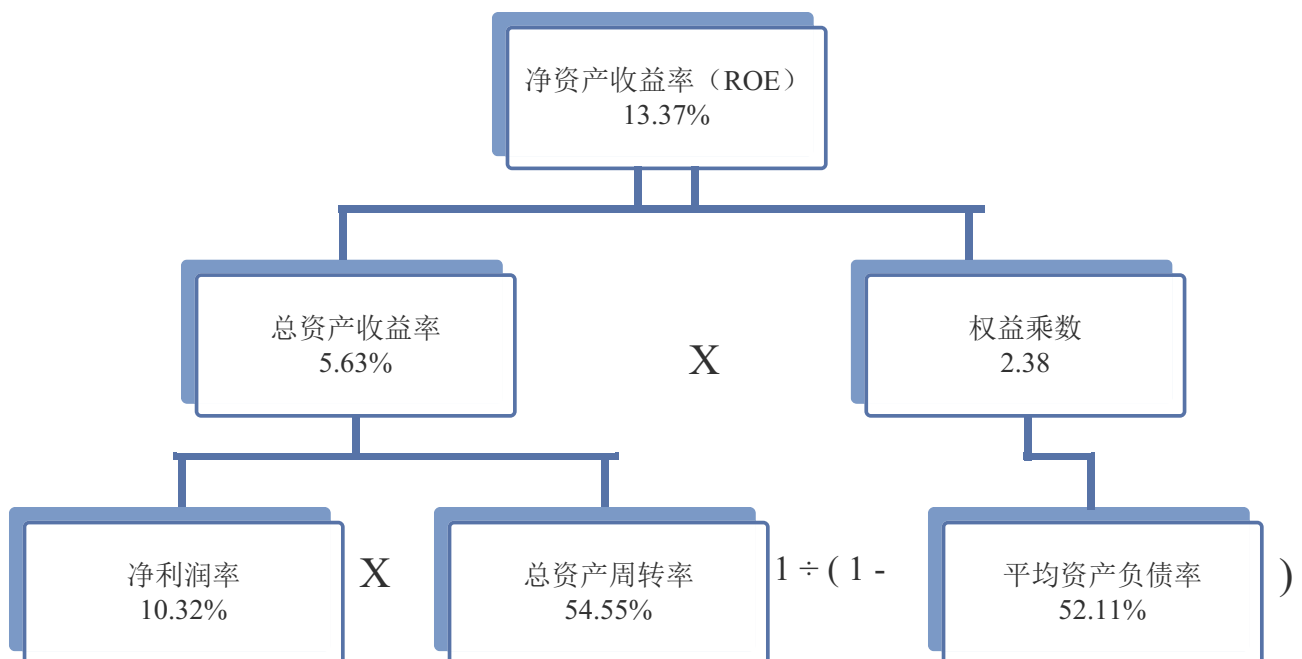 净资产收益率（ROE）
13.37%
总资产收益率
5.63%
X
权益乘数
2.38
净利润率
10.32%
X
总资产周转率
54.55%
1 ÷ ( 1 -
平均资产负债率
52.11%
)